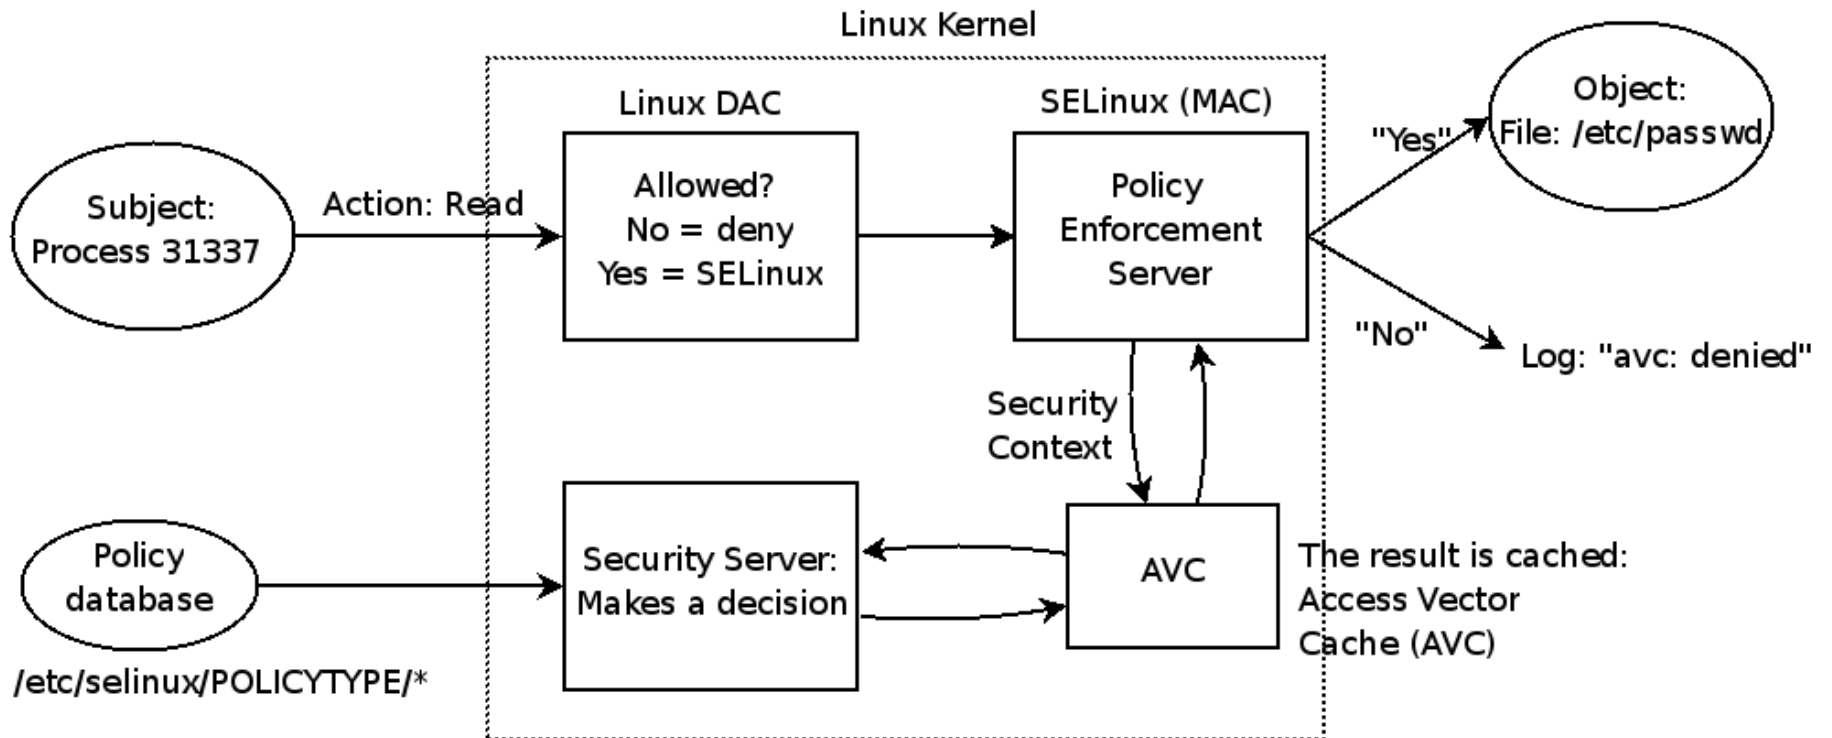 Linux Kernel
Linux DAC
SELinux (MAC)
Subject:
Process 31337
Action: Read
Allowed?
No = deny
Yes = SELinux
Policy
Enforcement
Server
"Yes"
Object:
File: /etc/passwd
"No"
Log: "avc: denied"
Security
Context
Policy
database
/etc/selinux/POLICYTYPE/*
Security Server:
Makes a decision
AVC
The result is cached:
Access Vector
Cache (AVC)